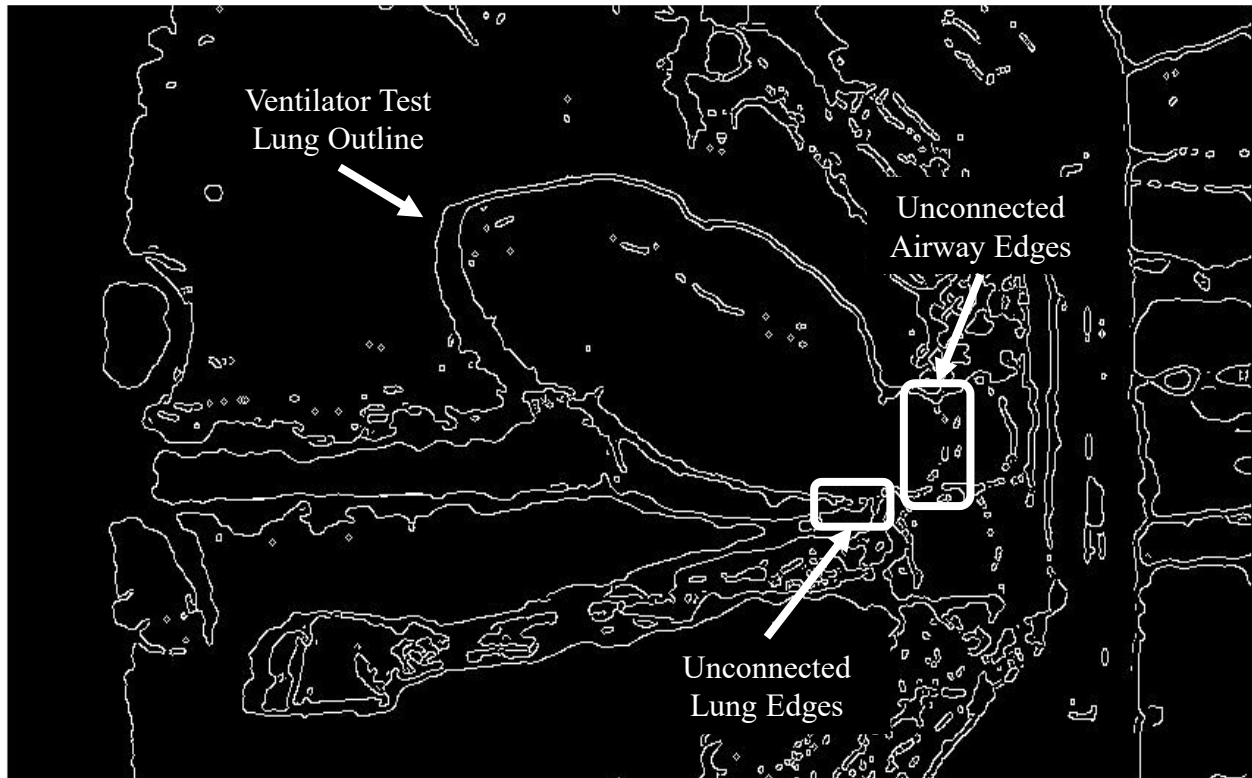 Ventilator Test
Lung Outline
Unconnected
Airway Edges
Unconnected
Lung Edges